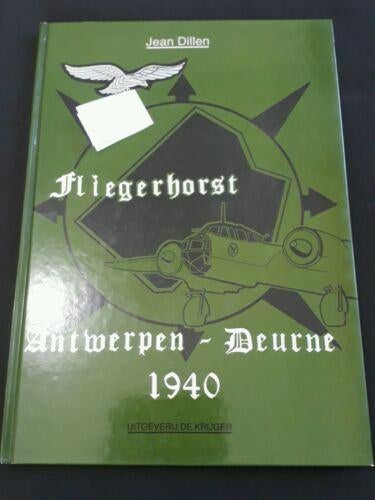 Jean Dillen
Fliegerhorst
Antwerpen - Deurne
1940
UITGEVERIJ DE KRIJGER